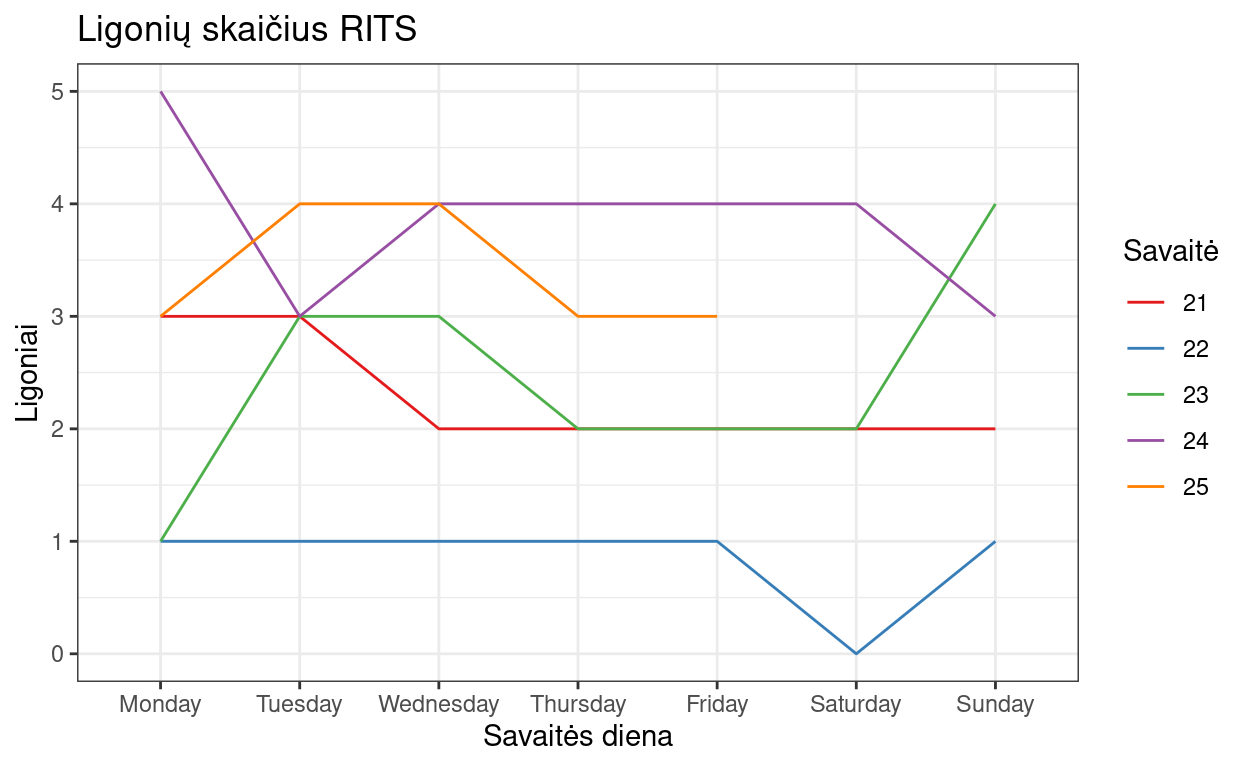 Ligonių skaičius RITS
5
4
3
2
1
0
Ligoniai
Monday Tuesday Wednesday Thursday Friday Saturday Sunday
Savaitės diena
Savaitė
21
22
23
24
25